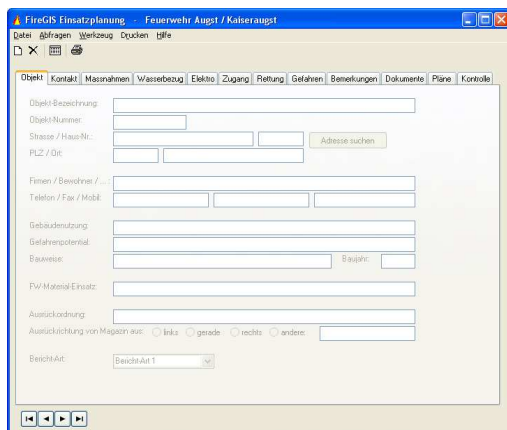 FireGIS Einsatzplanung - Feuerwehr Augst / Kaiseraugst
Datei Abfragen Werkzeug Drucken Hilfe
Objekt Kontakt Massnahmen Wasserbezug Elektro Zugang Rettung Gefahren Bemerkungen Dokumente Pläne Kontrolle
Objekt-Bezeichnung:
Objekt-Nummer:
Strasse / Haus-Nr.: Adresse suchen
PLZ / Ort:
Firmen / Bewohner / ... :
Telefon / Fax / Mobil:
Gebäudenutzung:
Gefahrenpotential:
Bauweise: Baujahr:
FW-Material-Einsatz:
Ausrückordnung:
Ausrückrichtung von Magazin aus: links gerade rechts andere:
Bericht-Art: Bericht-Art 1